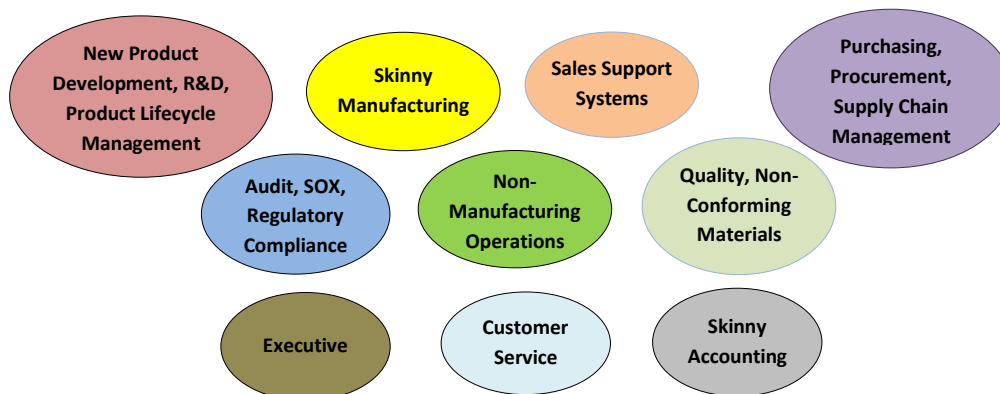 New Product
Development, R&D,
Product Lifecycle
Management
Skinny
Manufacturing
Sales Support
Systems
Purchasing,
Procurement,
Supply Chain
Management
Audit, SOX,
Regulatory
Compliance
Non-
Manufacturing
Operations
Quality, Non-
Conforming
Materials
Executive
Customer
Service
Skinny
Accounting